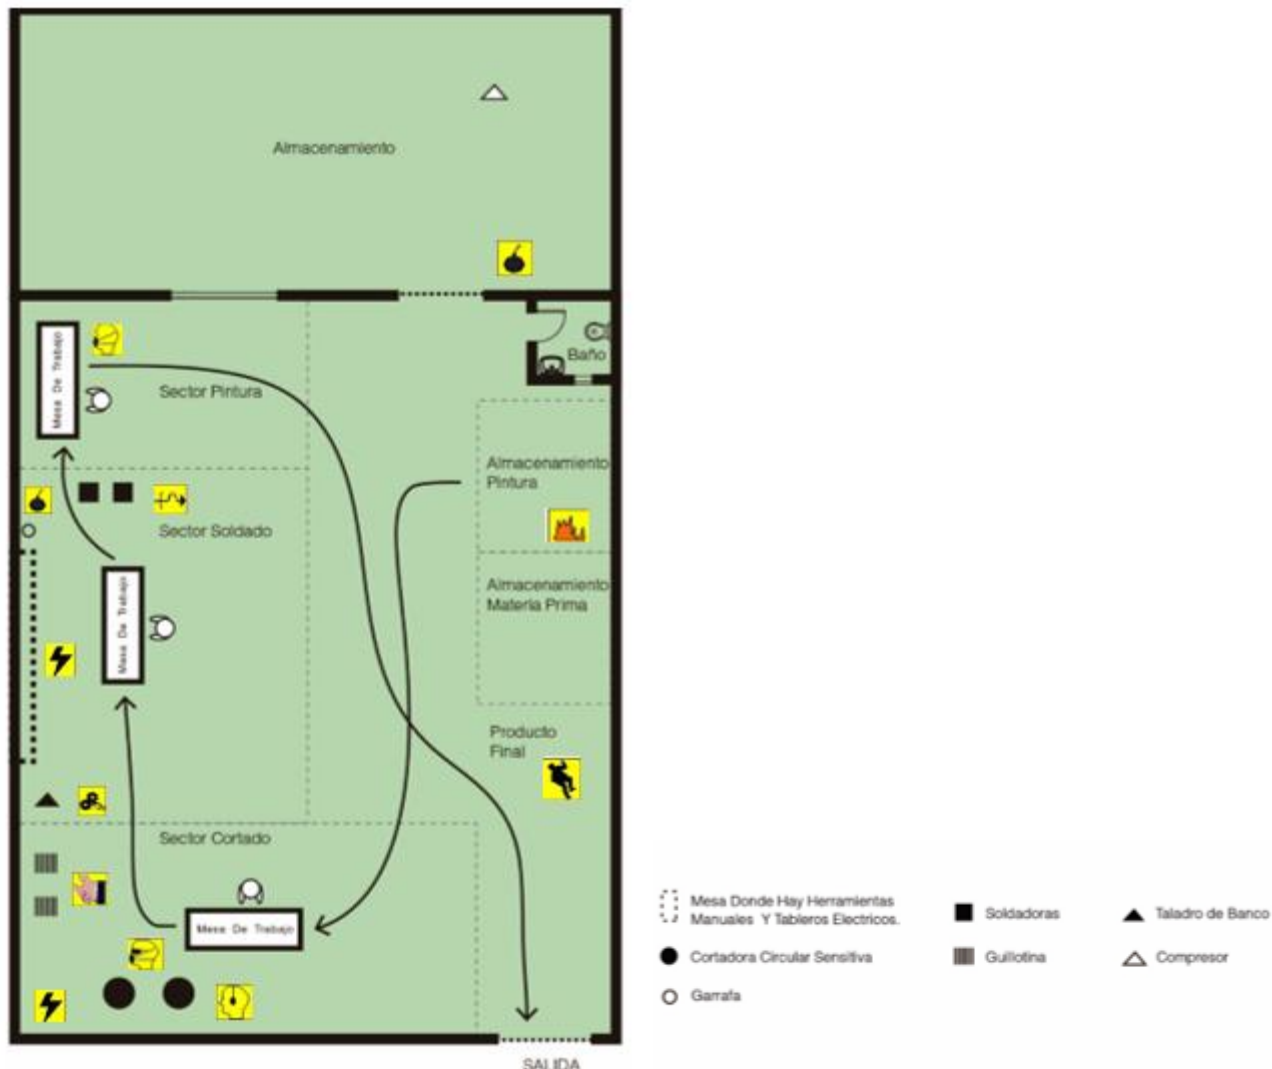 Almacenamiento
Baño
Mesa De Trabajo
Sector Pintura
Almacenamiento
Pintura
Sector Soldado
Mesa De Trabajo
Almacenamiento
Materia Prima
Producto
Final
Sector Cortado
Mesa De Trabajo
SALIDA
Mesa Donde Hay Herramientas
Manuales Y Tableros Electricos.
Soldadoras
Taladro de Banco
Cortadora Circular Sensitiva
Guillotina
Compresor
Garrafa